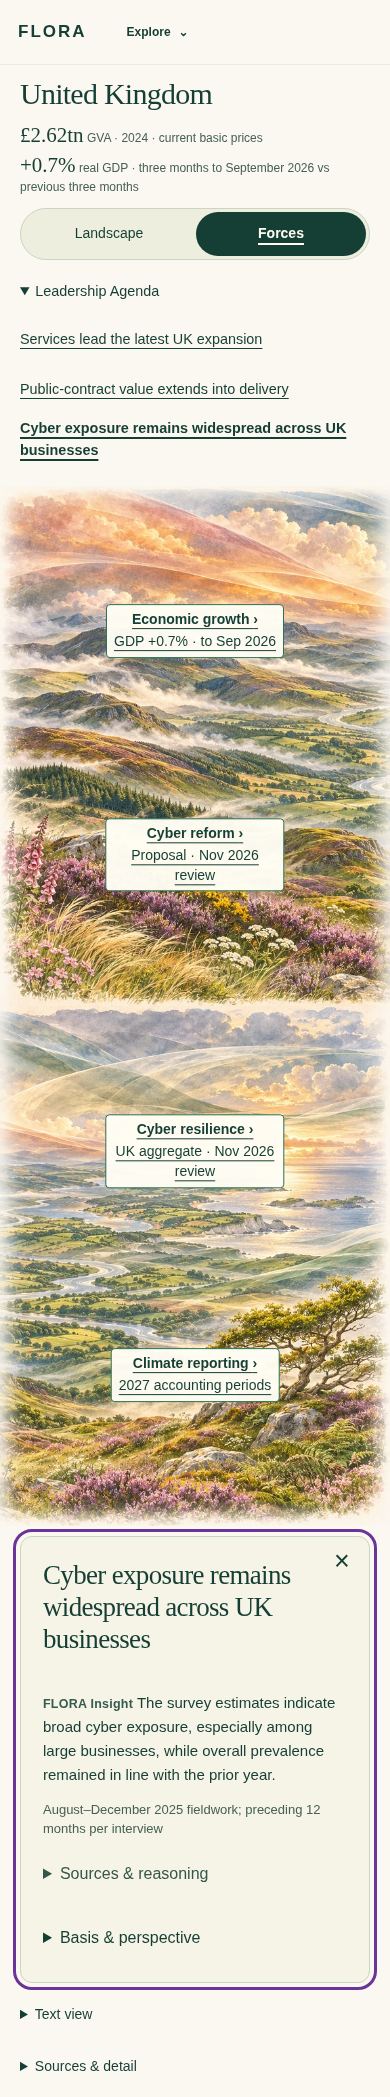 FLORA
Explore ⌄
United Kingdom
£2.62tn GVA · 2024 · current basic prices
+0.7% real GDP · three months to September 2026 vs
previous three months
Landscape
Forces
▼ Leadership Agenda
Services lead the latest UK expansion
Public-contract value extends into delivery
Cyber exposure remains widespread across UK
businesses
Economic growth ›
GDP +0.7% · to Sep 2026
Cyber reform ›
Proposal · Nov 2026
review
Cyber resilience ›
UK aggregate · Nov 2026
review
Climate reporting ›
2027 accounting periods
✕
Cyber exposure remains
widespread across UK
businesses
FLORA Insight The survey estimates indicate
broad cyber exposure, especially among
large businesses, while overall prevalence
remained in line with the prior year.
August–December 2025 fieldwork; preceding 12
months per interview
▶ Sources & reasoning
▶ Basis & perspective
▶ Text view
▶ Sources & detail